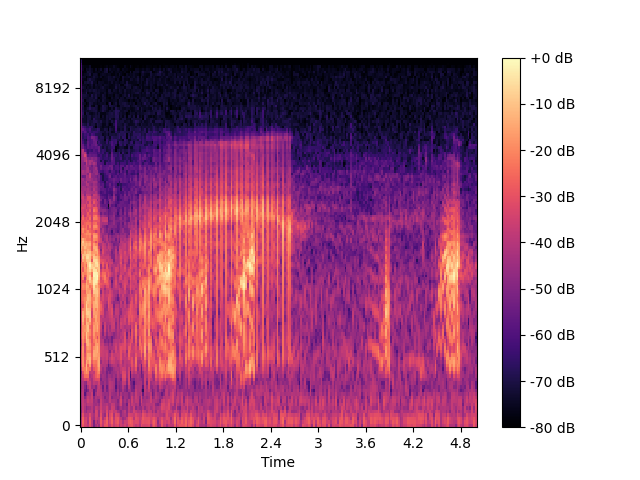 8192
4096
2048
1024
512
0
Hz
0 0.6 1.2 1.8 2.4 3 3.6 4.2 4.8
Time
+0 dB
-10 dB
-20 dB
-30 dB
-40 dB
-50 dB
-60 dB
-70 dB
-80 dB